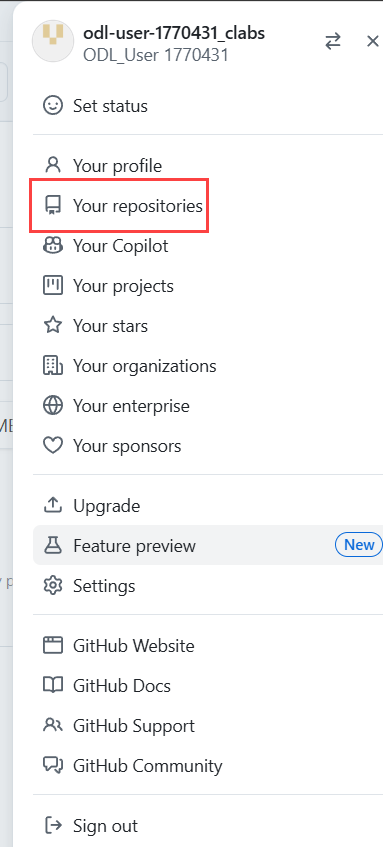 odl-user-1770431_clabs
ODL_User 1770431
Set status
Your profile
Your repositories
Your Copilot
Your projects
Your stars
Your organizations
Your enterprise
Your sponsors
Upgrade
Feature preview New
Settings
GitHub Website
GitHub Docs
GitHub Support
GitHub Community
Sign out